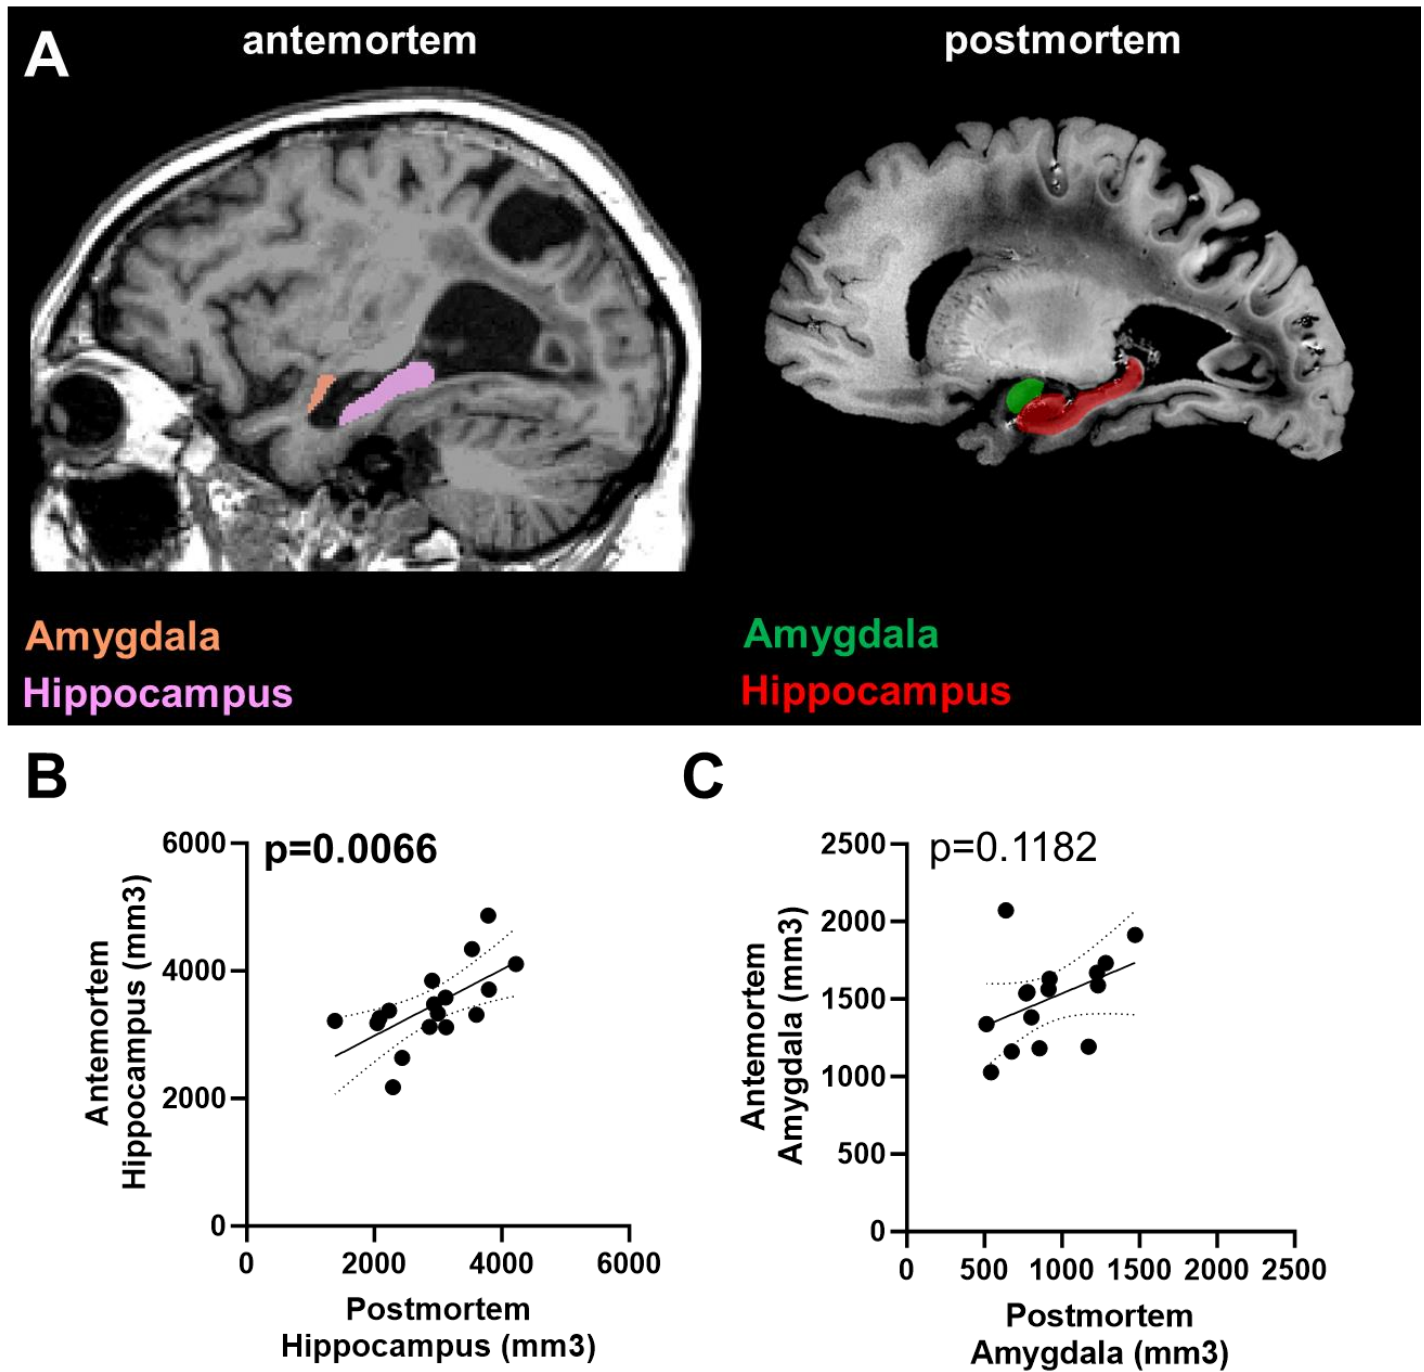 A
antemortem
postmortem
Amygdala
Hippocampus
Amygdala
Hippocampus
B
p=0.0066
6000
4000
2000
0
0 2000 4000 6000
Antemortem
Hippocampus (mm3)
Postmortem
Hippocampus (mm3)
C
p=0.1182
2500
2000
1500
1000
500
0
0 500 1000 1500 2000 2500
Antemortem
Amygdala (mm3)
Postmortem
Amygdala (mm3)